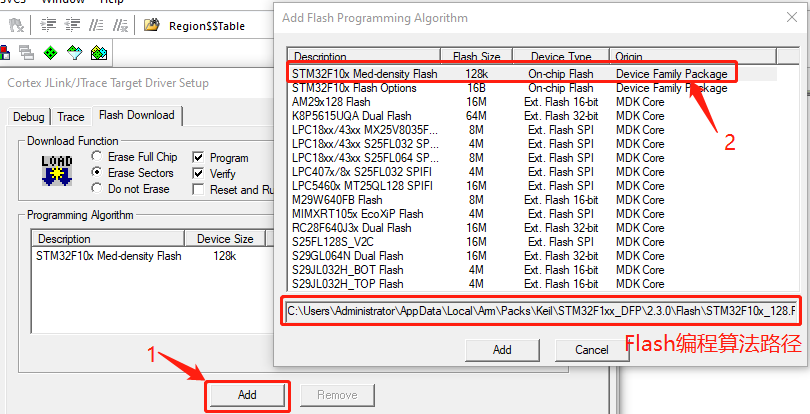 Region$$Table
Cortex JLink/JTrace Target Driver Setup
Debug Trace Flash Download
Download Function
LOAD
Erase Full Chip Program
Erase Sectors Verify
Do not Erase Reset and Ru
Programming Algorithm
Description Device Size
STM32F10x Med-density Flash 128k
1
Add Remove
Add Flash Programming Algorithm
Description Flash Size Device Type Origin
STM32F10x Med-density Flash 128k On-chip Flash Device Family Package
STM32F10x Flash Options 16B On-chip Flash Device Family Package
AM29x128 Flash 16M Ext. Flash 16-bit MDK Core
K8P5615UQA Dual Flash 64M Ext. Flash 32-bit MDK Core
LPC18xx/43xx MX25V8035F... 8M Ext. Flash SPI MDK Core
LPC18xx/43xx S25FL032 SP... 4M Ext. Flash SPI MDK Core
LPC18xx/43xx S25FL064 SP... 8M Ext. Flash SPI MDK Core
LPC407x/8x S25FL032 SPIFI 4M Ext. Flash SPI MDK Core
LPC5460x MT25QL128 SPIFI 16M Ext. Flash SPI MDK Core
M29W640FB Flash 8M Ext. Flash 16-bit MDK Core
MIMXRT105x EcoXiP Flash 4M Ext. Flash SPI MDK Core
RC28F640J3x Dual Flash 16M Ext. Flash 32-bit MDK Core
S25FL128S_V2C 16M Ext. Flash SPI MDK Core
S29GL064N Dual Flash 16M Ext. Flash 32-bit MDK Core
S29JL032H_BOT Flash 4M Ext. Flash 16-bit MDK Core
S29JL032H_TOP Flash 4M Ext. Flash 16-bit MDK Core
2
C:\Users\Administrator\AppData\Local\Arm\Packs\Keil\STM32F1xx_DFP\2.3.0\Flash\STM32F10x_128.F
Flash编程算法路径
Add Cancel